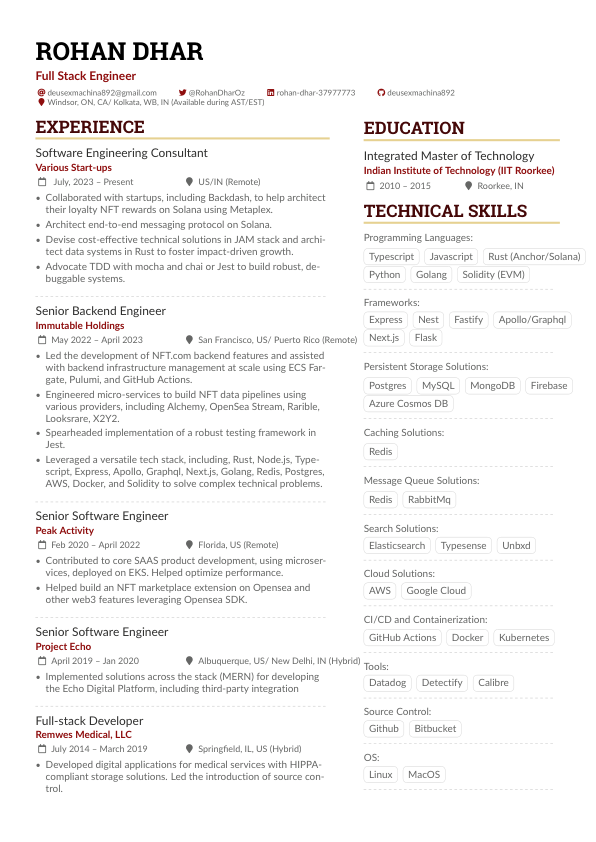 ROHAN DHAR
Full Stack Engineer
deusexmachina892@gmail.com @RohanDharOz rohan-dhar-37977773 deusexmachina892
Windsor, ON, CA/ Kolkata, WB, IN (Available during AST/EST)
EXPERIENCE
Software Engineering Consultant
Various Start-ups
July, 2023 – Present US/IN (Remote)
• Collaborated with startups, including Backdash, to help architect
their loyalty NFT rewards on Solana using Metaplex.
• Architect end-to-end messaging protocol on Solana.
• Devise cost-effective technical solutions in JAM stack and archi-
tect data pipelines in Rust to foster impact-driven growth.
• Advocate TDD with mocha and chai or Jest to build robust, de-
buggable systems.
Senior Backend Engineer
Immutable Holdings
May 2022 – April 2023 San Francisco, US/ Puerto Rico (Remote)
• Led the development of NFT.com backend features and assisted
with backend infrastructure management at scale using ECS Far-
gate, Pulumi, and GitHub Actions.
• Engineered micro-services to build NFT data pipelines using
various providers, including Alchemy, OpenSea Stream, Rarible,
Looksrare, X2Y2.
• Spearheaded implementation of a robust testing framework in
Jest.
• Leveraged a versatile tech stack, including, Rust, Node.js, Type-
script, Express, Apollo, Graphql, Next.js, Golang, Redis, Postgres,
AWS, Docker, and Solidity to solve complex technical problems.
Senior Software Engineer
Peak Activity
Feb 2020 – April 2022 Florida, US (Remote)
• Contributed to core SAAS product development, using microser-
vices, deployed on EKS. Helped optimize performance.
• Helped build an NFT marketplace extension on Opensea and
other web3 features leveraging Opensea SDK.
Senior Software Engineer
Project Echo
April 2019 – Jan 2020 Albuquerque, US/ New Delhi, IN (Hybrid)
• Implemented solutions across the stack (MERN) for developing
the Echo Digital Platform, including third-party integration
Full-stack Developer
Remwes Medical, LLC
July 2014 – March 2019 Springfield, IL, US (Hybrid)
• Developed digital applications for medical services with HIPPA-
compliant storage solutions. Led the introduction of source con-
trol.
EDUCATION
Integrated Master of Technology
Indian Institute of Technology (IIT Roorkee)
2010 – 2015 Roorkee, IN
TECHNICAL SKILLS
Programming Languages:
Typescript Javascript Rust (Anchor/Solana)
Python Golang Solidity (EVM)
Frameworks:
Express Nest Fastify Apollo/Graphql
Next.js Flask
Persistent Storage Solutions:
Postgres MySQL MongoDB Firebase
Azure Cosmos DB
Caching Solutions:
Redis
Message Queue Solutions:
Redis RabbitMq
Search Solutions:
Elasticsearch Typesense Unbxd
Cloud Solutions:
AWS Google Cloud
CI/CD and Containerization:
GitHub Actions Docker Kubernetes
Tools:
Datadog Detectify Calibre
Source Control:
Github Bitbucket
OS:
Linux MacOS